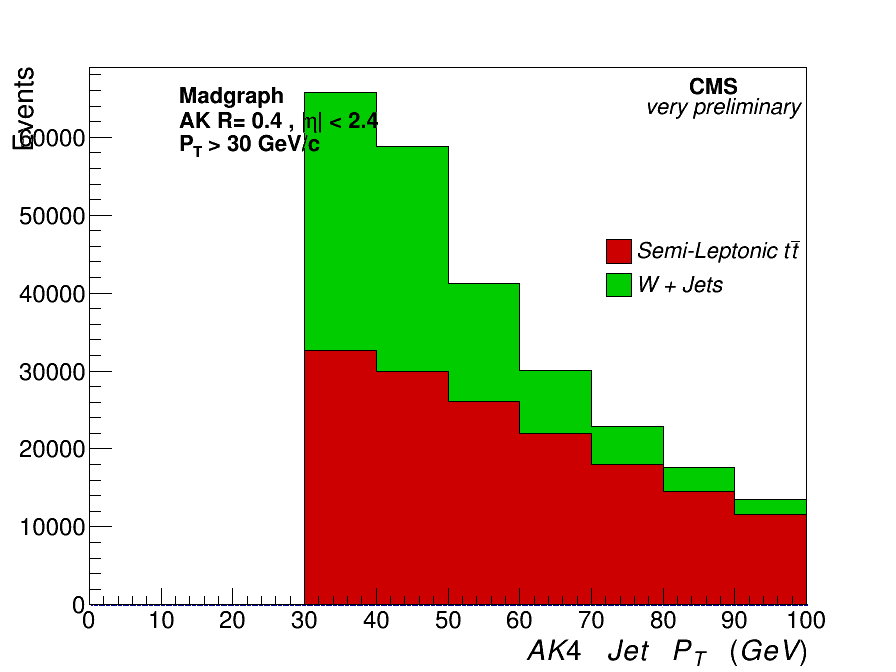 Events
60000
50000
40000
30000
20000
10000
0
Madgraph
AK R= 0.4 , |η| < 2.4
P_T > 30 GeV/c
CMS
very preliminary
Semi-Leptonic tt̄
W + Jets
0 10 20 30 40 50 60 70 80 90 100
AK4 Jet P_T (GeV)